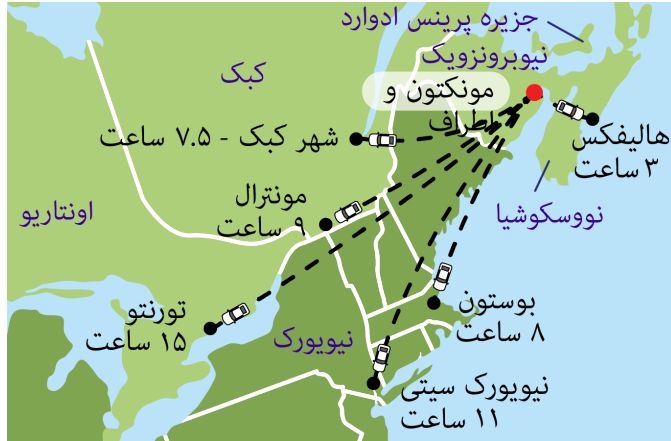 جزیره پرینس ادوارد
نیوبرونزویک
کبک
مونکتون و
اطراف
هالیفکس
۳ ساعت
شهر کبک - ۷.۵ ساعت
مونترال
۹ ساعت
اونتاریو
نووسکوشیا
تورنتو
۱۵ ساعت
نیویورک
بوستون
۸ ساعت
نیویورک سیتی
۱۱ ساعت